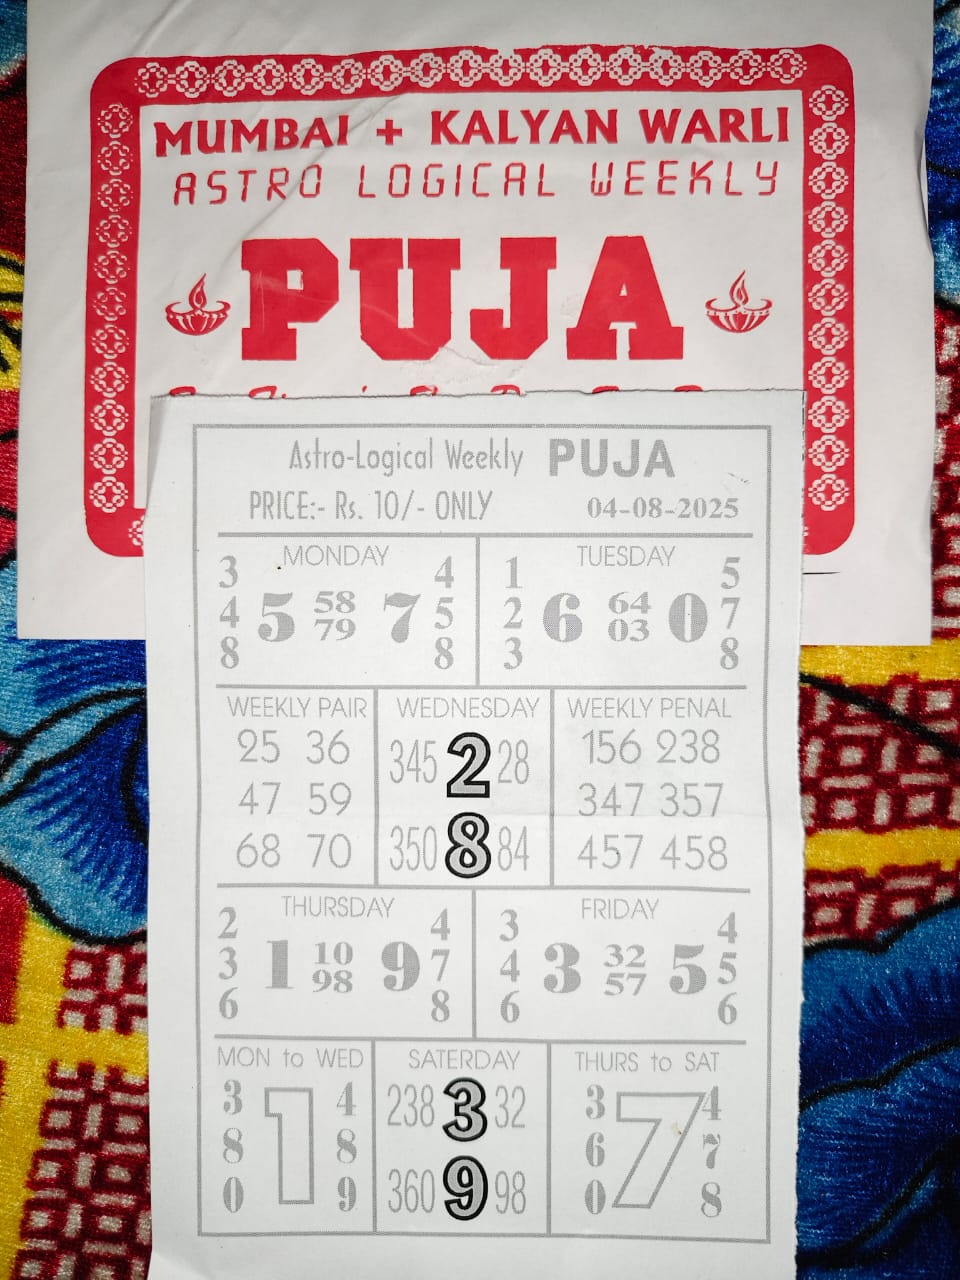 MUMBAI + KALYAN WARLI
ASTRO LOGICAL WEEKLY
PUJA
Astro-Logical Weekly PUJA
PRICE:- Rs. 10/- ONLY 04-08-2025
MONDAY
3 4 8
5
58
79
7
4 5 8
TUESDAY
1 2 3
6
64
03
0
5 7 8
WEEKLY PAIR
25 36
47 59
68 70
WEDNESDAY
345 2 28
350 8 84
WEEKLY PENAL
156 238
347 357
457 458
THURSDAY
2 3 6
1
10
98
9
4 7 8
FRIDAY
3 4 6
3
32
57
5
4 5 6
MON to WED
3 8 0
1
4 8 9
SATERDAY
238 3 32
360 9 98
THURS to SAT
3 6 0
7
4 7 8